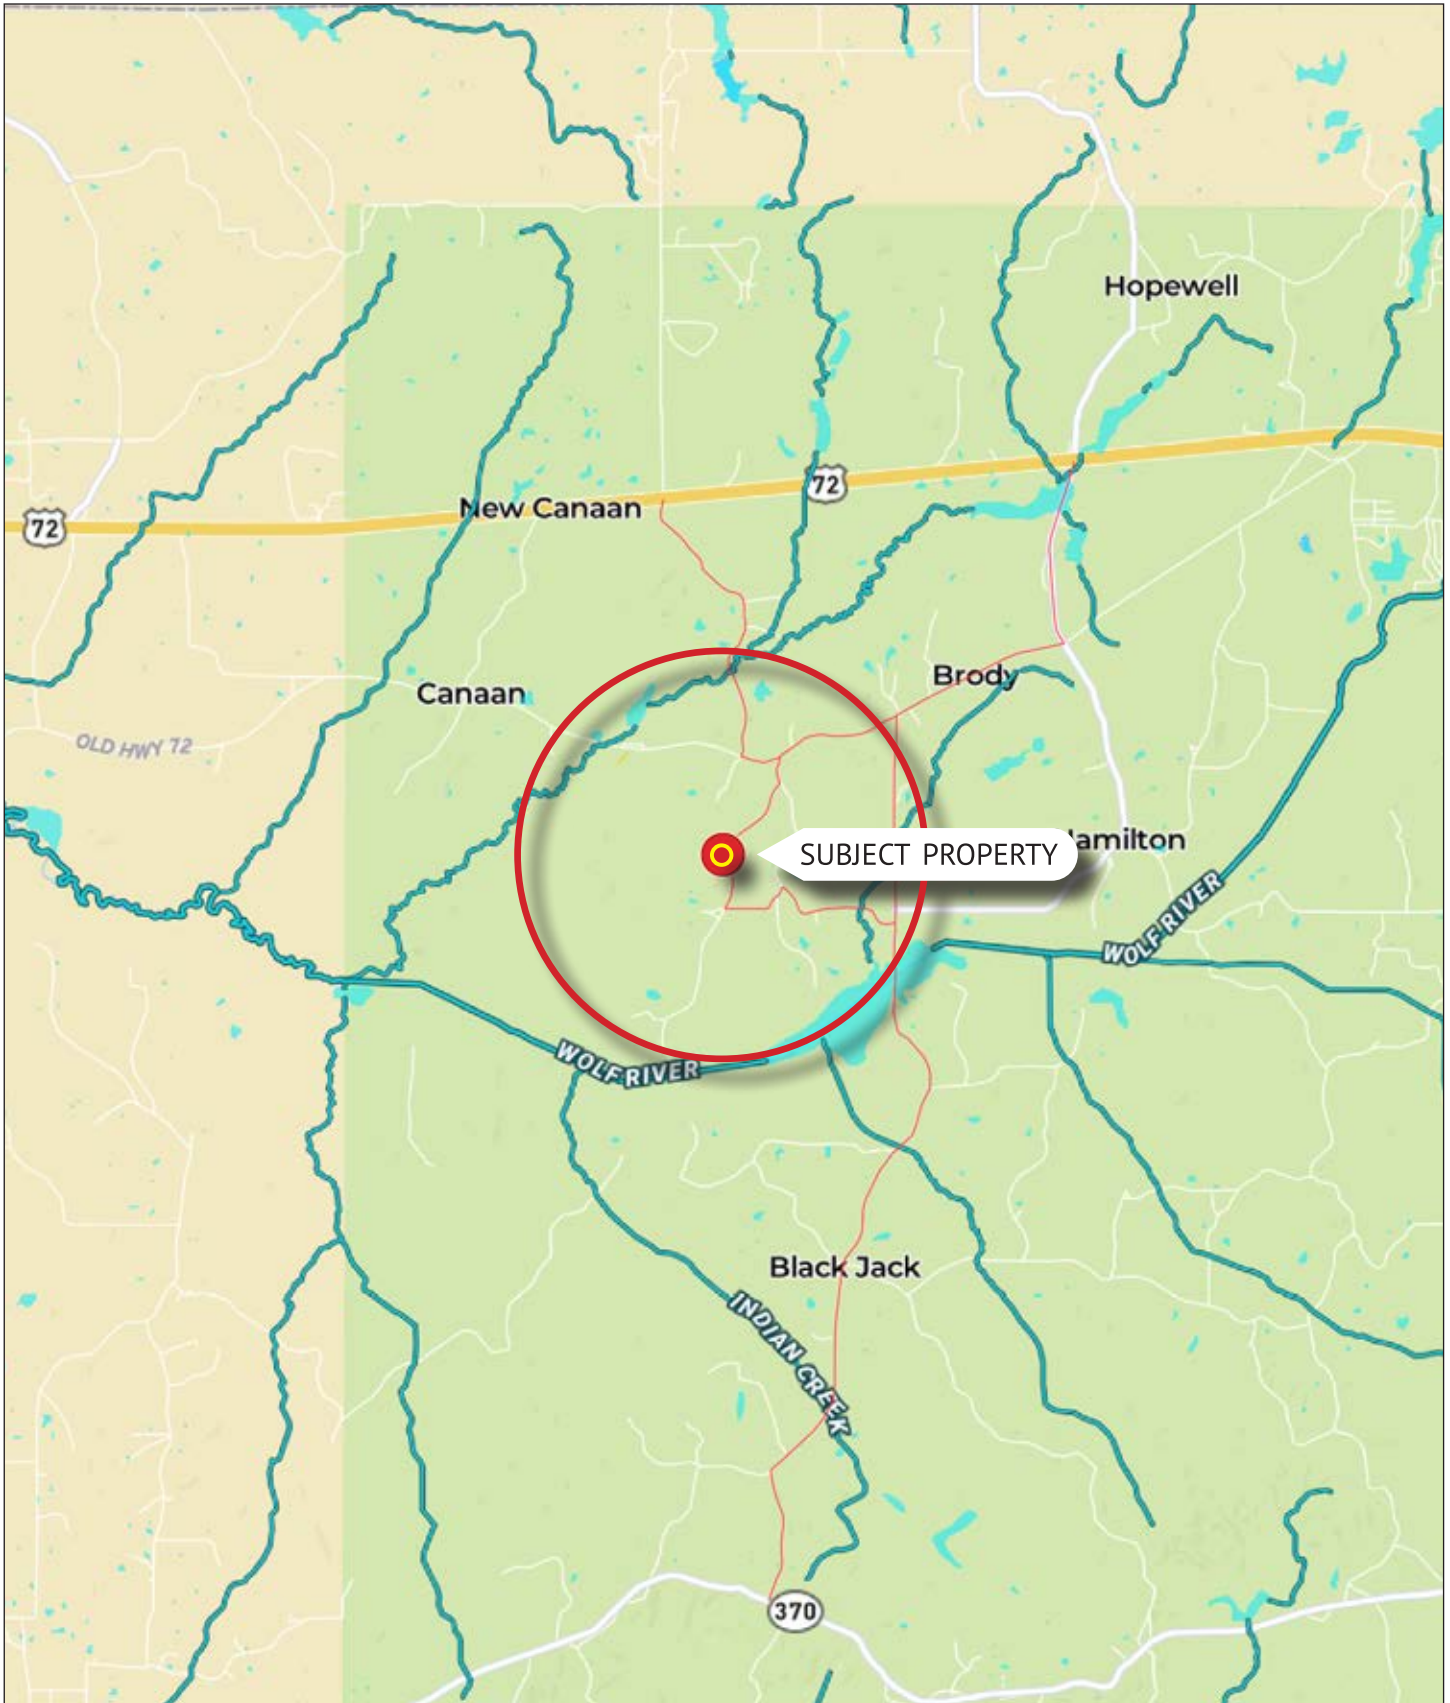 Hopewell
72
New Canaan
72
Brody
Canaan
OLD HWY 72
Hamilton
SUBJECT PROPERTY
WOLF RIVER
WOLF RIVER
Black Jack
INDIAN CREEK
370